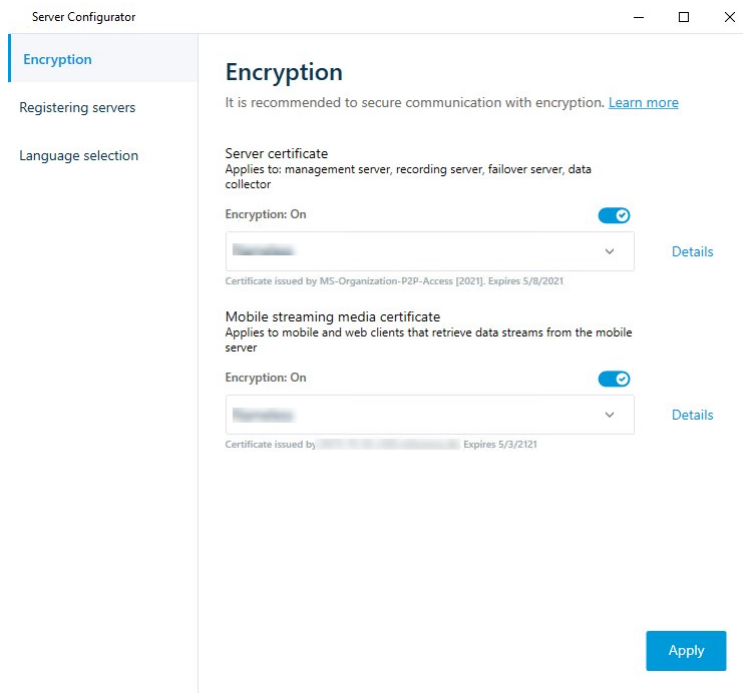 Server Configurator
Encryption
Registering servers
Language selection
Encryption
It is recommended to secure communication with encryption. Learn more
Server certificate
Applies to: management server, recording server, failover server, data
collector
Encryption: On
Details
Certificate issued by MS-Organization-P2P-Access [2021]. Expires 5/8/2021
Mobile streaming media certificate
Applies to mobile and web clients that retrieve data streams from the mobile
server
Encryption: On
Details
Certificate issued by Expires 5/3/2121
Apply